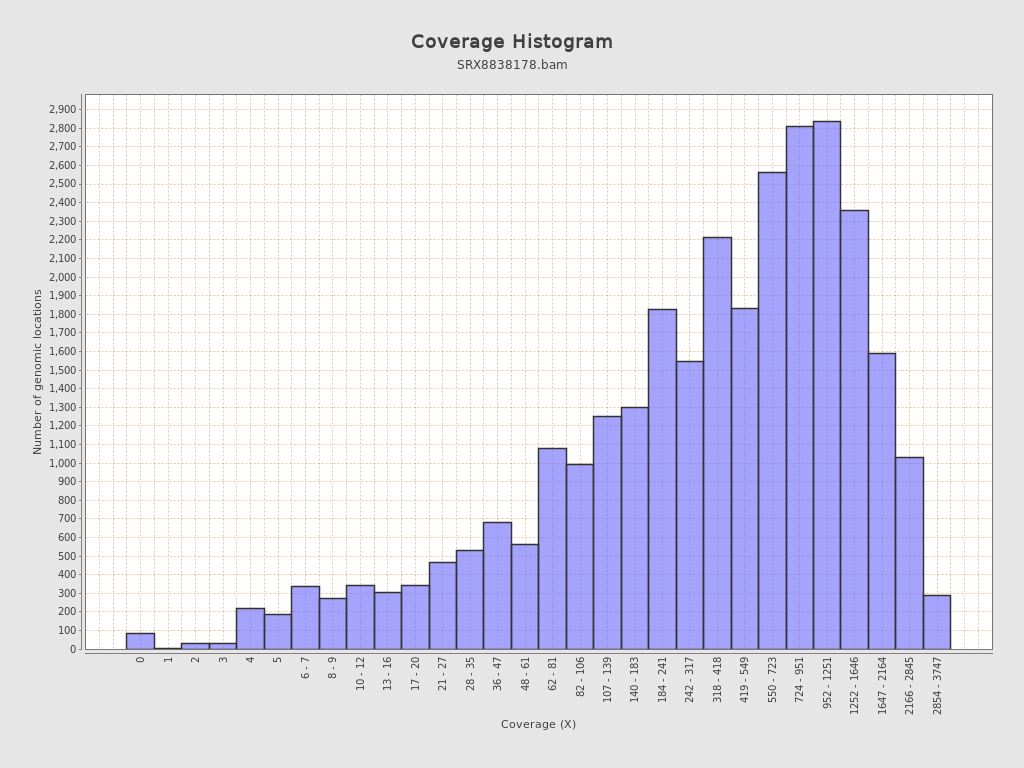 Coverage Histogram
SRX8838178.bam
Number of genomic locations
2,900
2,800
2,700
2,600
2,500
2,400
2,300
2,200
2,100
2,000
1,900
1,800
1,700
1,600
1,500
1,400
1,300
1,200
1,100
1,000
900
800
700
600
500
400
300
200
100
0
0
1
2
3
4
5
6 - 7
8 - 9
10 - 12
13 - 16
17 - 20
21 - 27
28 - 35
36 - 47
48 - 61
62 - 81
82 - 106
107 - 139
140 - 183
184 - 241
242 - 317
318 - 418
419 - 549
550 - 723
724 - 951
952 - 1251
1252 - 1646
1647 - 2164
2166 - 2845
2854 - 3747
Coverage (X)